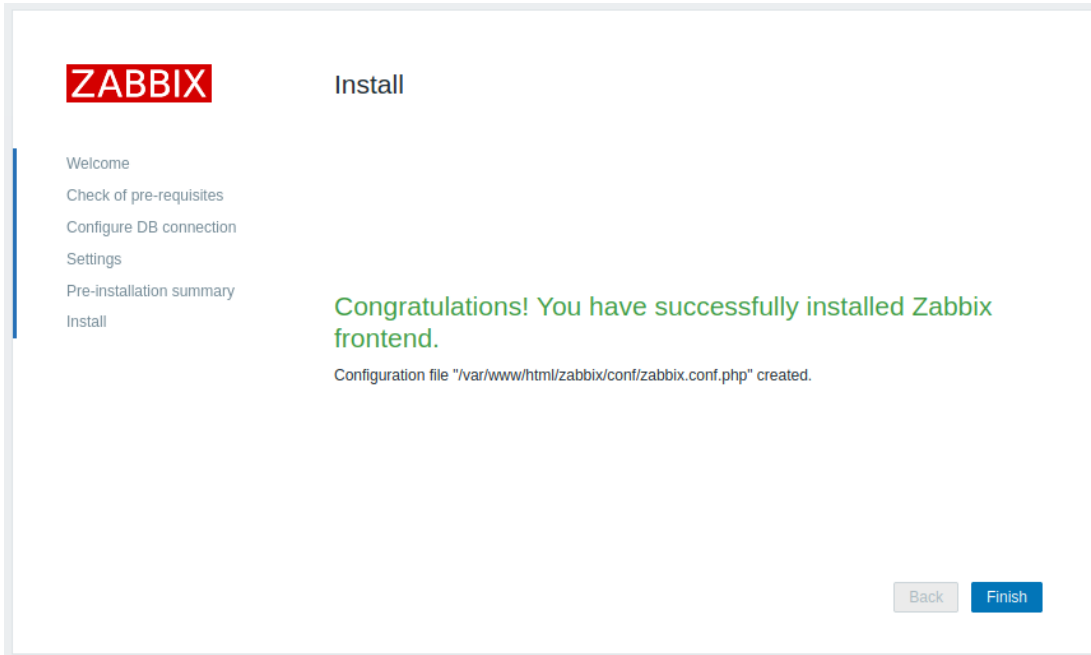 ZABBIX
Install
Welcome
Check of pre-requisites
Configure DB connection
Settings
Pre-installation summary
Install
Congratulations! You have successfully installed Zabbix
frontend.
Configuration file "/var/www/html/zabbix/conf/zabbix.conf.php" created.
Back
Finish